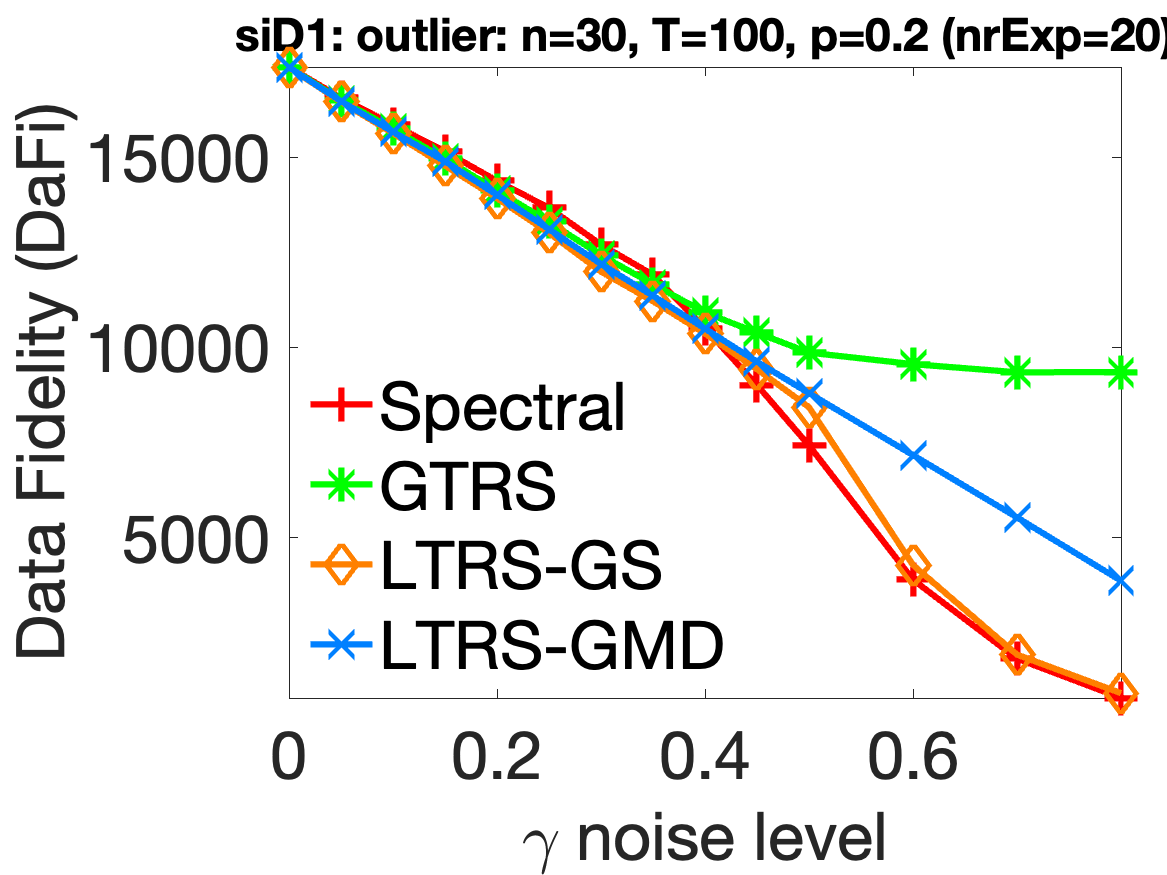 siD1: outlier: n=30, T=100, p=0.2 (nrExp=20)
Data Fidelity (DaFi)
15000
10000
5000
Spectral
GTRS
LTRS-GS
LTRS-GMD
0 0.2 0.4 0.6
γ noise level